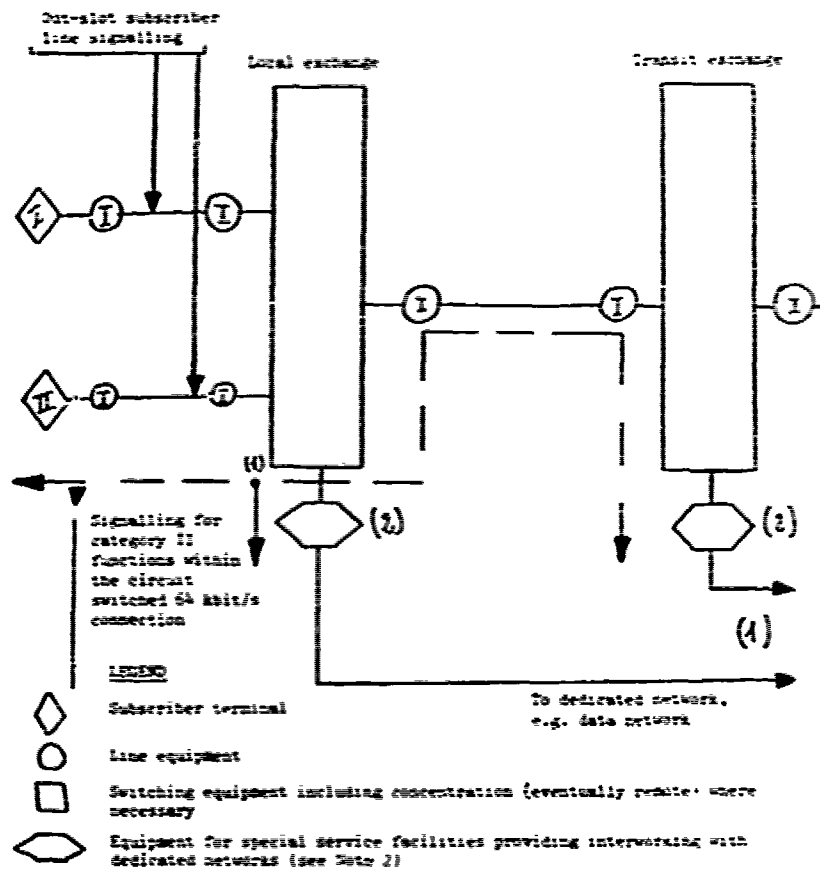 Out-slot subscriber
line signalling
Local exchange
Transit exchange
I
I
I
I
I
I
II
I
I
(1)
(2)
(2)
Signalling for
category II
functions within
the circuit
switched 64 kbit/s
connection
(1)
LEGEND
To dedicated network,
e.g. data network
Subscriber terminal
Line equipment
Switching equipment including concentration (eventually remote) where
necessary
Equipment for special service facilities providing interworking with
dedicated networks (see Note 2)